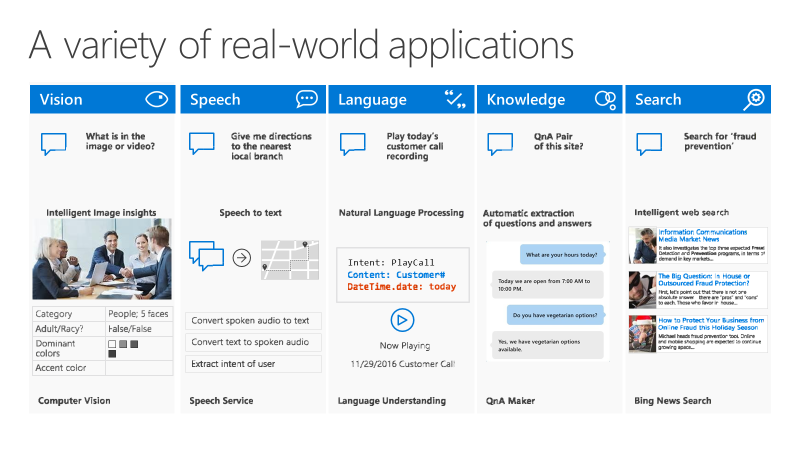 A variety of real-world applications
Vision
What is in the
image or video?
Intelligent Image insights
Category People; 5 faces
Adult/Racy? False/False
Dominant
colors
Accent color
Computer Vision
Speech
Give me directions
to the nearest
local branch
Speech to text
Convert spoken audio to text
Convert text to spoken audio
Extract intent of user
Speech Service
Language
Play today's
customer call
recording
Natural Language Processing
Intent: PlayCall
Content: Customer#
DateTime.date: today
Now Playing
11/29/2016 Customer Call
Language Understanding
Knowledge
QnA Pair
of this site?
Automatic extraction
of questions and answers
What are your hours today?
Today we are open from 7:00 AM to
10:00 PM.
Do you have vegetarian options?
Yes, we have vegetarian options
available.
QnA Maker
Search
Search for 'fraud
prevention'
Intelligent web search
Information Communications
Media Market News
It also investigates the top three expected Fraud
Detection and Prevention programs, in terms of
demand in key markets...
The Big Question: In House or
Outsourced Fraud Protection?
First, let's point out that there is not one
absolute answer - there are "pros" and "cons"
to each. Those who favor in house...
How to Protect Your Business from
Online Fraud this Holiday Season
Michael heads fraud prevention tool. Online
and mobile shopping are expected to continue
growing space...
Bing News Search